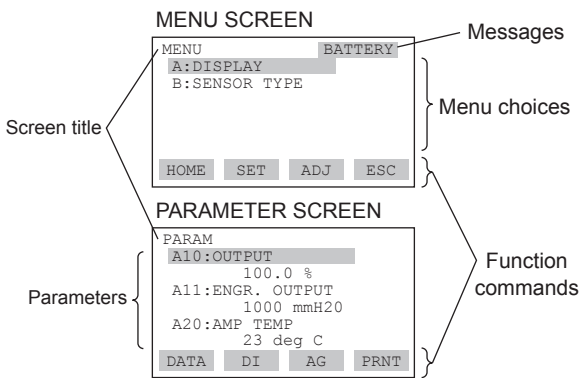 MENU SCREEN
Messages
MENU BATTERY
A:DISPLAY
B:SENSOR TYPE
Menu choices
Screen title
HOME SET ADJ ESC
PARAMETER SCREEN
PARAM
A10:OUTPUT
100.0 %
A11:ENGR. OUTPUT
1000 mmH20
A20:AMP TEMP
23 deg C
Parameters
Function
commands
DATA DI AG PRNT